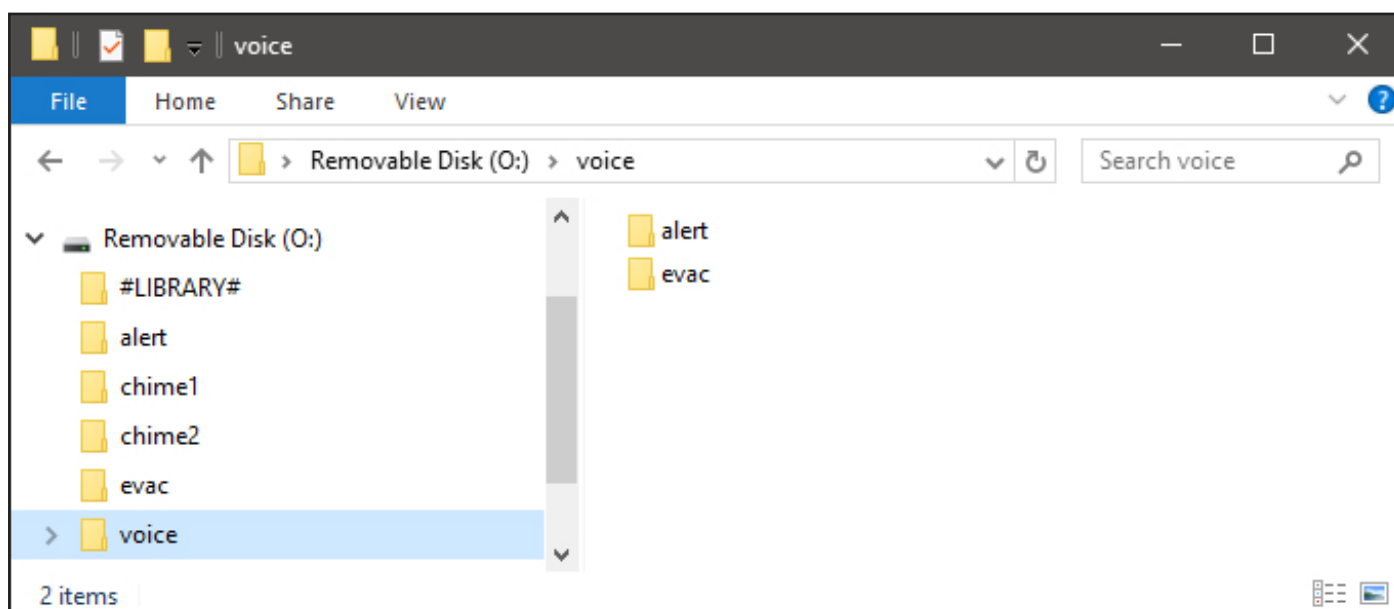 voice
File Home Share View
Removable Disk (O:) > voice
Search voice
Removable Disk (O:)
#LIBRARY#
alert
chime1
chime2
evac
voice
alert
evac
2 items